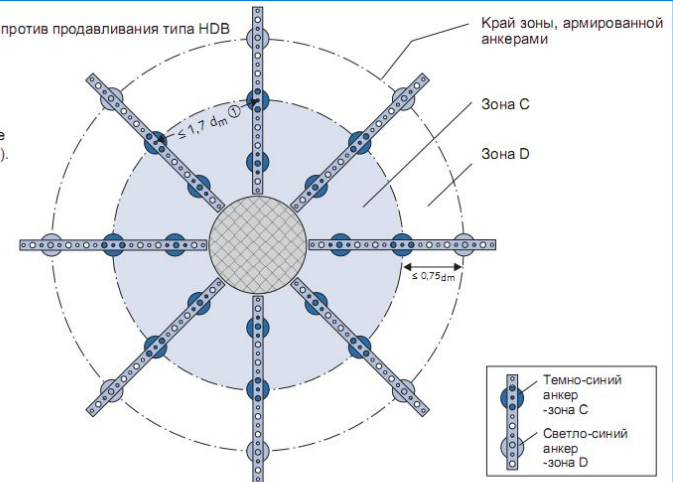 против продавливания типа HDB
Край зоны, армированной
анкерами
Зона C
Зона D
е
).
≤ 1,7 dm ①
≤ 0,75dm
Темно-синий
анкер
-зона C
Светло-синий
анкер
-зона D